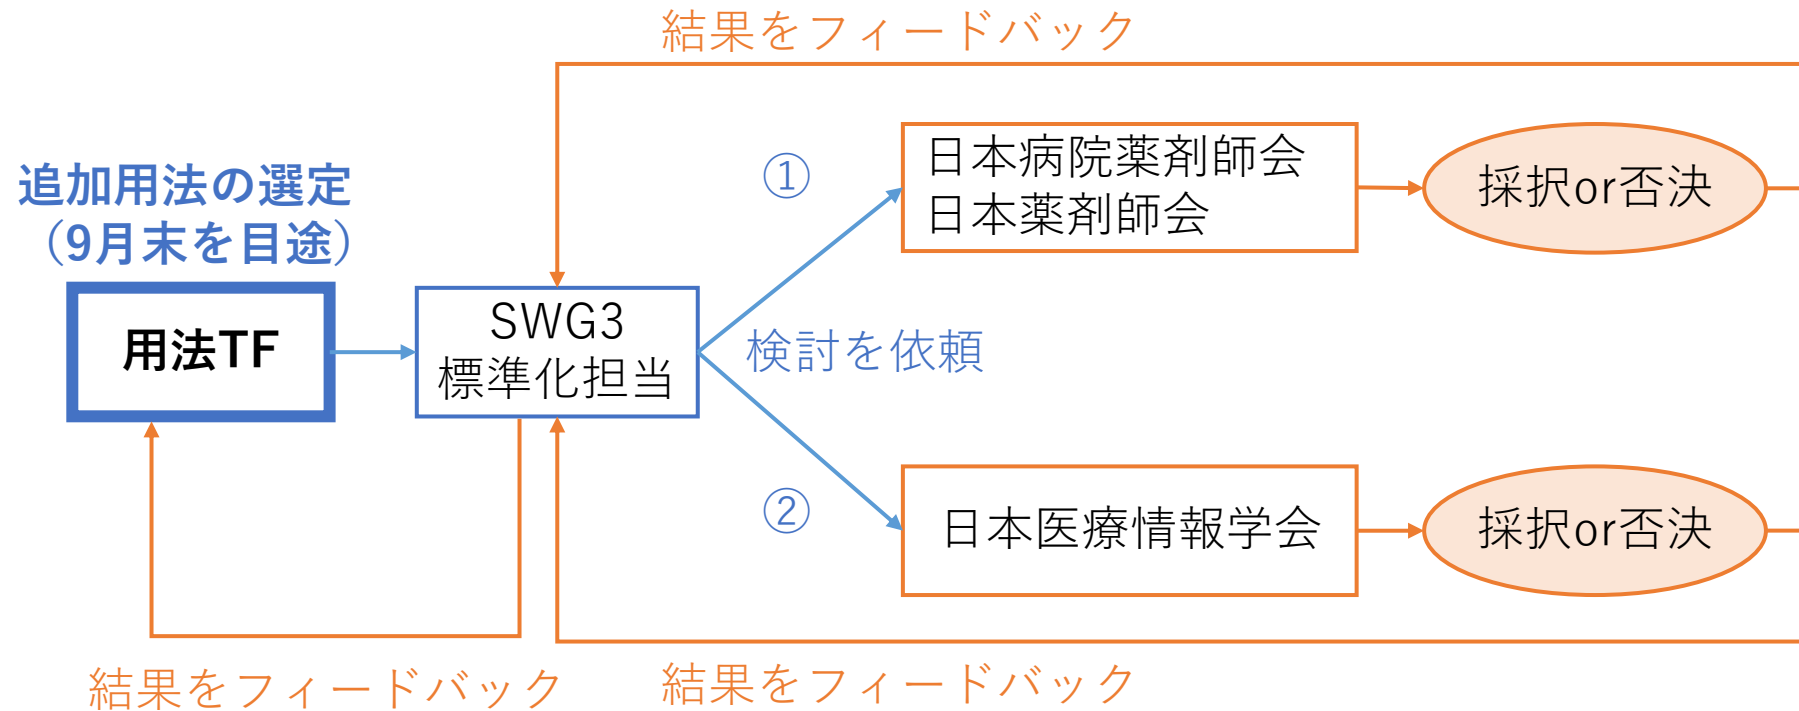 結果をフィードバック
追加用法の選定
（9月末を目途）
用法TF
SWG3
標準化担当
①
検討を依頼
②
日本病院薬剤師会
日本薬剤師会
採択or否決
日本医療情報学会
採択or否決
結果をフィードバック
結果をフィードバック